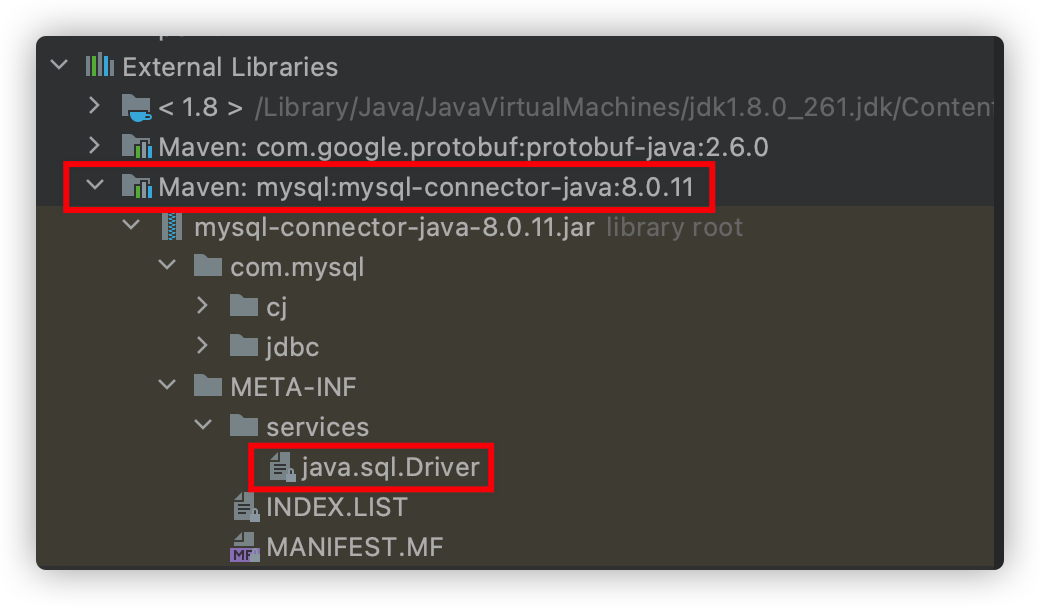 External Libraries
< 1.8 > /Library/Java/JavaVirtualMachines/jdk1.8.0_261.jdk/Content
Maven: com.google.protobuf:protobuf-java:2.6.0
Maven: mysql:mysql-connector-java:8.0.11
mysql-connector-java-8.0.11.jar library root
com.mysql
cj
jdbc
META-INF
services
java.sql.Driver
INDEX.LIST
MF MANIFEST.MF